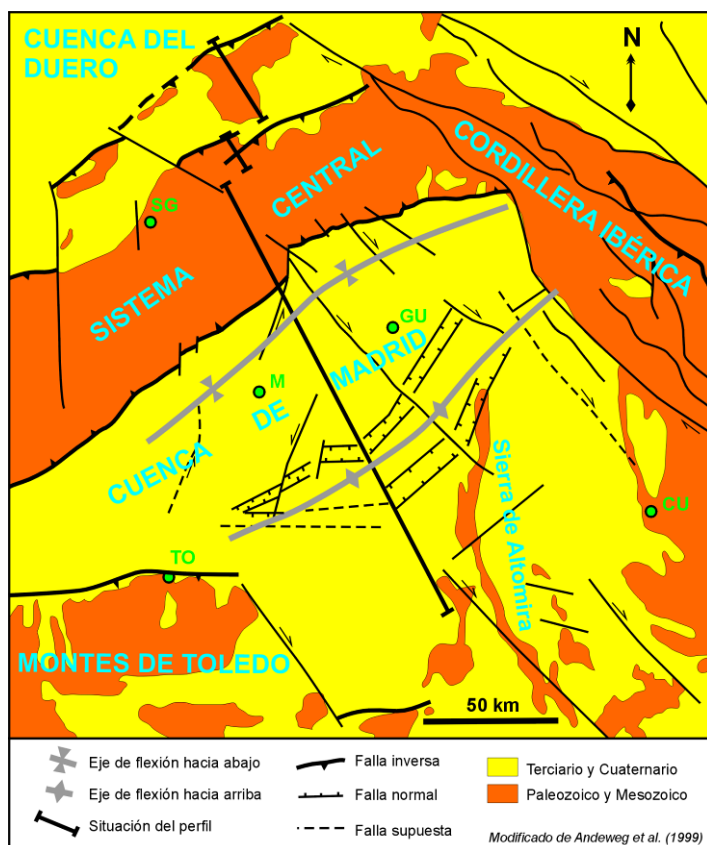 CUENCA DEL
DUERO
N
SISTEMA
CENTRAL
CORDILLERA IBÉRICA
SG
GU
M
CUENCA DE MADRID
Sierra de Altomira
CU
TO
MONTES DE TOLEDO
50 km
Eje de flexión hacia abajo
Eje de flexión hacia arriba
Situación del perfil
Falla inversa
Falla normal
Falla supuesta
Terciario y Cuaternario
Paleozoico y Mesozoico
Modificado de Andeweg et al. (1999)